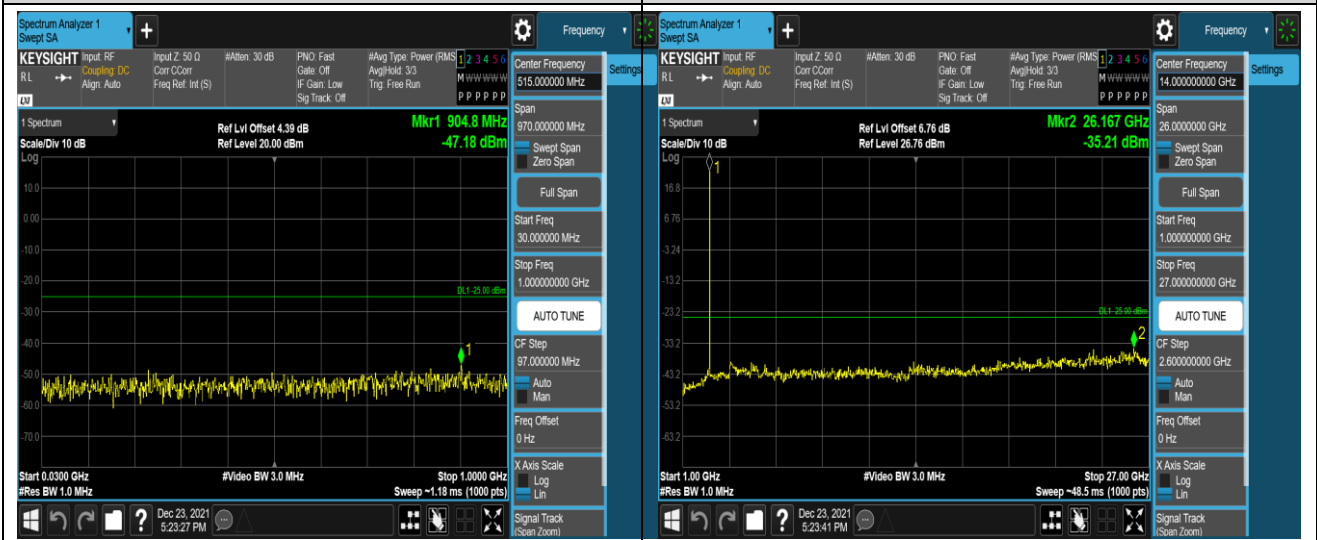 Spectrum Analyzer 1
Swept SA
+
Frequency
KEYSIGHT
Input: RF
Coupling: DC
Align: Auto
Input Z: 50 Ω
Corr CCorr
Freq Ref: Int (S)
#Atten: 30 dB
PNO: Fast
Gate: Off
IF Gain: Low
Sig Track: Off
#Avg Type: Power (RMS
Avg|Hold: 3/3
Trig: Free Run
1 2 3 4 5 6
M W W W W W
P P P P P P
R L
LXI
Center Frequency
515.000000 MHz
Settings
1 Spectrum
Scale/Div 10 dB
Log
Ref Lvl Offset 4.39 dB
Ref Level 20.00 dBm
Mkr1 904.8 MHz
-47.18 dBm
Span
970.000000 MHz
Swept Span
Zero Span
Full Span
Start Freq
30.000000 MHz
Stop Freq
1.000000000 GHz
AUTO TUNE
CF Step
97.000000 MHz
Auto
Man
Freq Offset
0 Hz
X Axis Scale
Log
Lin
Signal Track
(Span Zoom)
10.0
0.00
-10.0
-20.0
DL1 -25.00 dBm
-30.0
-40.0
1
-50.0
-60.0
-70.0
Start 0.0300 GHz
#Res BW 1.0 MHz
#Video BW 3.0 MHz
Stop 1.0000 GHz
Sweep ~1.18 ms (1000 pts)
?
Dec 23, 2021
5:23:27 PM
Spectrum Analyzer 1
Swept SA
+
Frequency
KEYSIGHT
Input: RF
Coupling: DC
Align: Auto
Input Z: 50 Ω
Corr CCorr
Freq Ref: Int (S)
#Atten: 30 dB
PNO: Fast
Gate: Off
IF Gain: Low
Sig Track: Off
#Avg Type: Power (RMS
Avg|Hold: 3/3
Trig: Free Run
1 2 3 4 5 6
M W W W W W
P P P P P P
R L
LXI
Center Frequency
14.000000000 GHz
Settings
1 Spectrum
Scale/Div 10 dB
Log
Ref Lvl Offset 6.76 dB
Ref Level 26.76 dBm
Mkr2 26.167 GHz
-35.21 dBm
Span
26.0000000 GHz
Swept Span
Zero Span
Full Span
Start Freq
1.000000000 GHz
Stop Freq
27.000000000 GHz
AUTO TUNE
CF Step
2.600000000 GHz
Auto
Man
Freq Offset
0 Hz
X Axis Scale
Log
Lin
Signal Track
(Span Zoom)
1
16.8
6.76
-3.24
-13.2
-23.2
DL1 -25.00 dBm
-33.2
2
-43.2
-53.2
-63.2
Start 1.00 GHz
#Res BW 1.0 MHz
#Video BW 3.0 MHz
Stop 27.00 GHz
Sweep ~48.5 ms (1000 pts)
?
Dec 23, 2021
5:23:41 PM